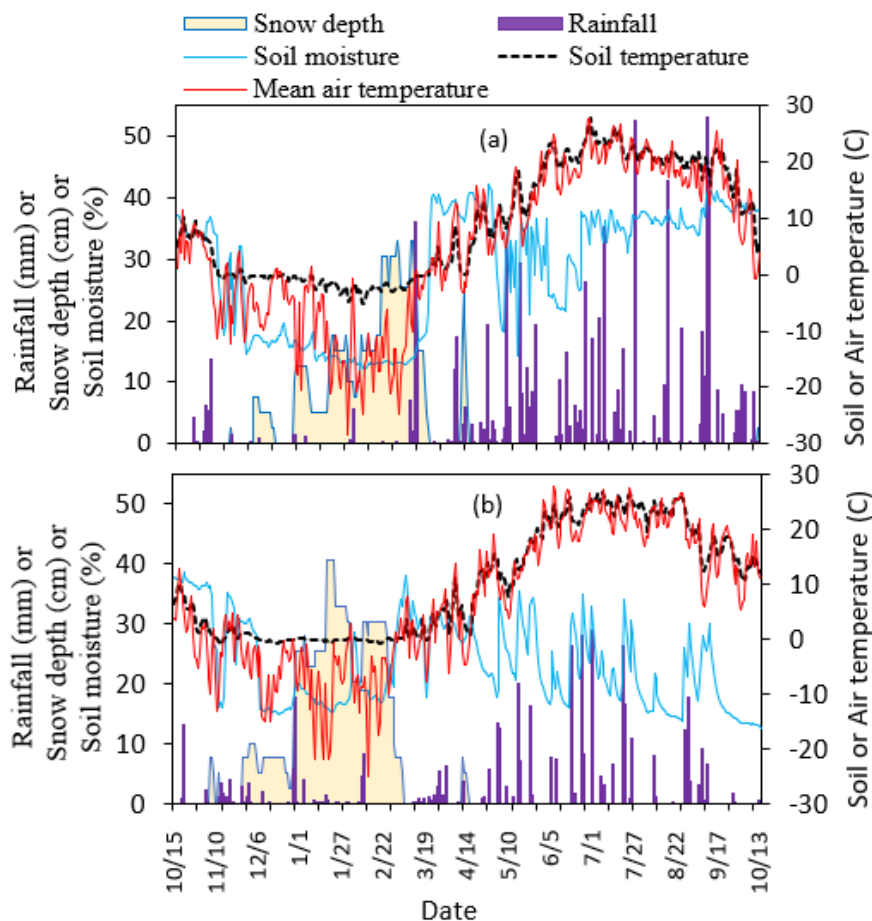 Snow depth Rainfall
Soil moisture Soil temperature
Mean air temperature
(a)
Rainfall (mm) or
Snow depth (cm) or
Soil moisture (%)
50
40
30
20
10
0
30
20
10
0
-10
-20
-30
Soil or Air temperature (C)
(b)
Rainfall (mm) or
Snow depth (cm) or
Soil moisture (%)
50
40
30
20
10
0
30
20
10
0
-10
-20
-30
Soil or Air temperature (C)
10/15 11/10 12/6 1/1 1/27 2/22 3/19 4/14 5/10 6/5 7/1 7/27 8/22 9/17 10/13
Date